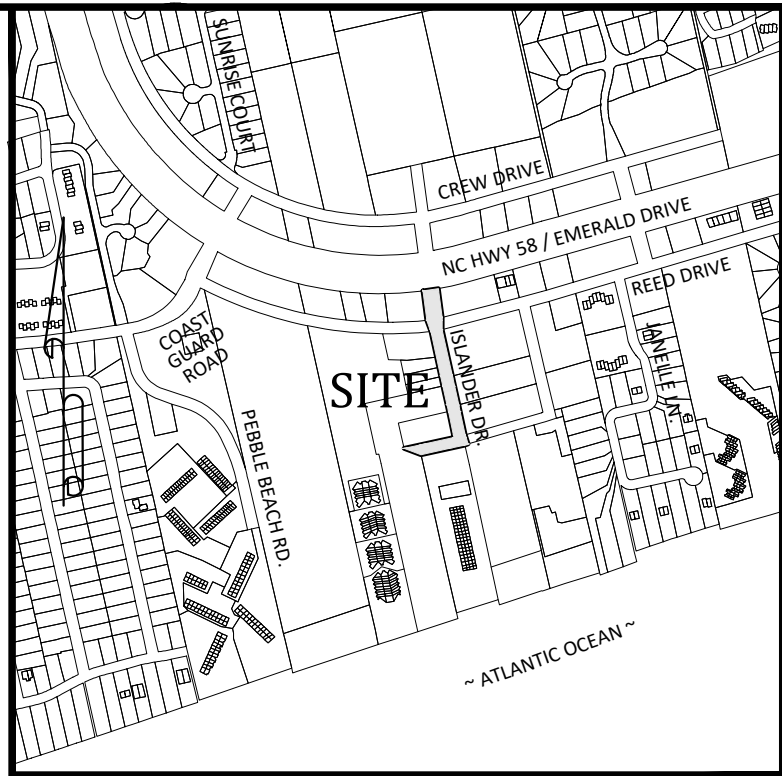 SUNRISE COURT
CREW DRIVE
NC HWY 58 / EMERALD DRIVE
REED DRIVE
COAST
GUARD
ROAD
ISLANDER DR.
JANELLE LN.
SITE
PEBBLE BEACH RD.
~ ATLANTIC OCEAN ~